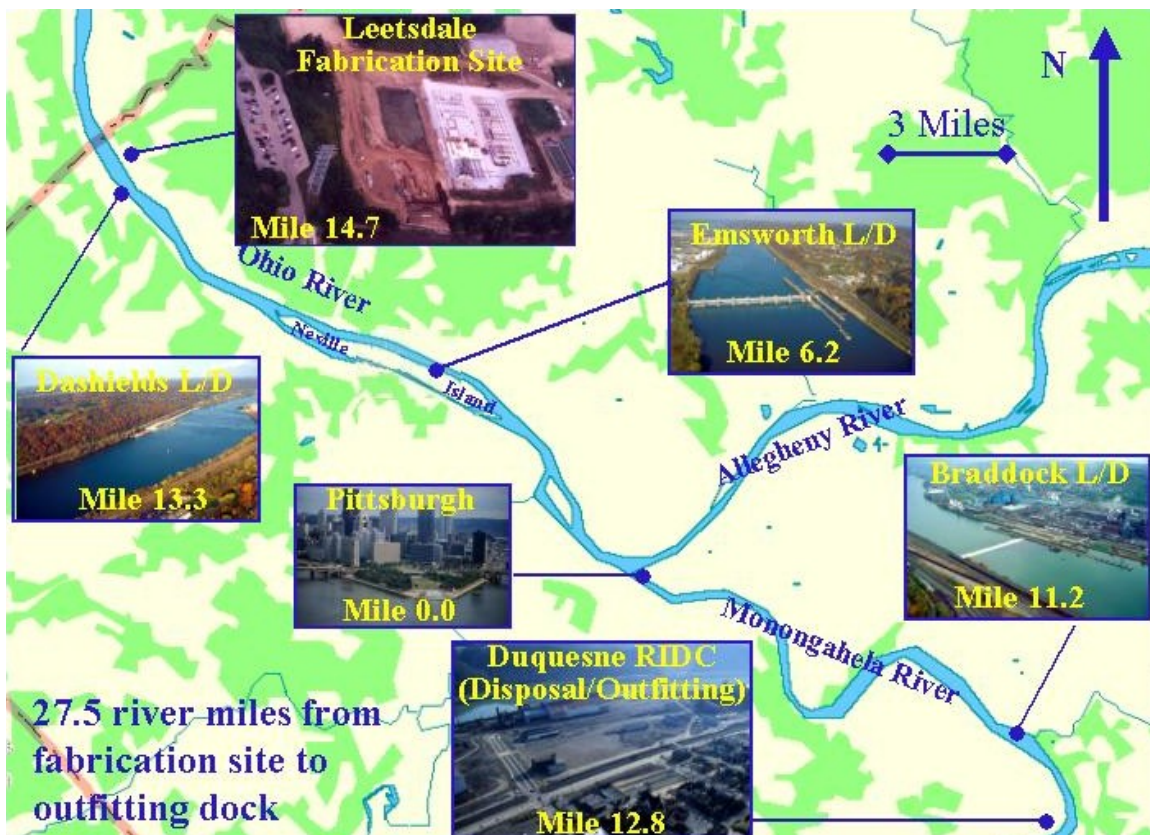 Leetsdale
Fabrication Site
Mile 14.7
N
3 Miles
Emsworth L/D
Mile 6.2
Ohio River
Neville
Island
Dashields L/D
Mile 13.3
Allegheny River
Braddock L/D
Mile 11.2
Pittsburgh
Mile 0.0
Monongahela River
Duquesne RIDC
(Disposal/Outfitting)
Mile 12.8
27.5 river miles from
fabrication site to
outfitting dock